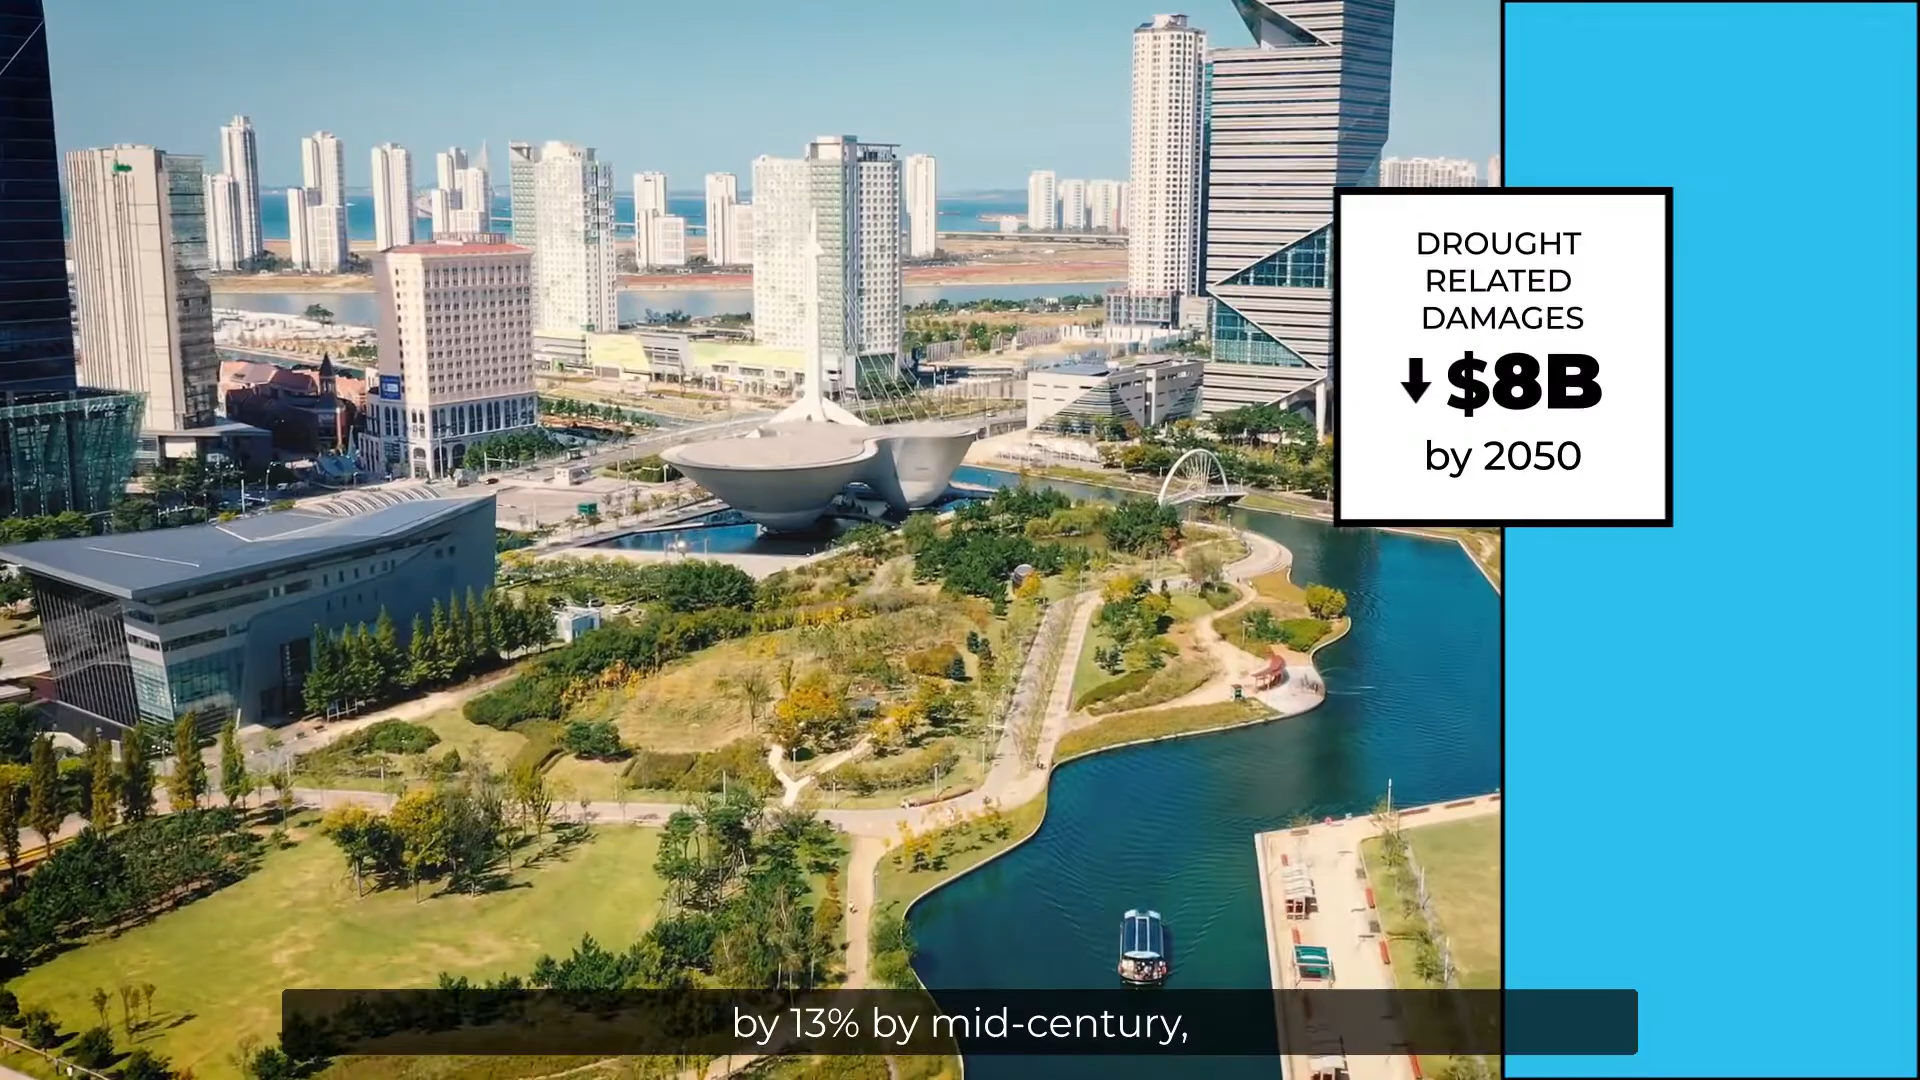 DROUGHT
RELATED
DAMAGES
↓ $8B
by 2050
by 13% by mid-century,